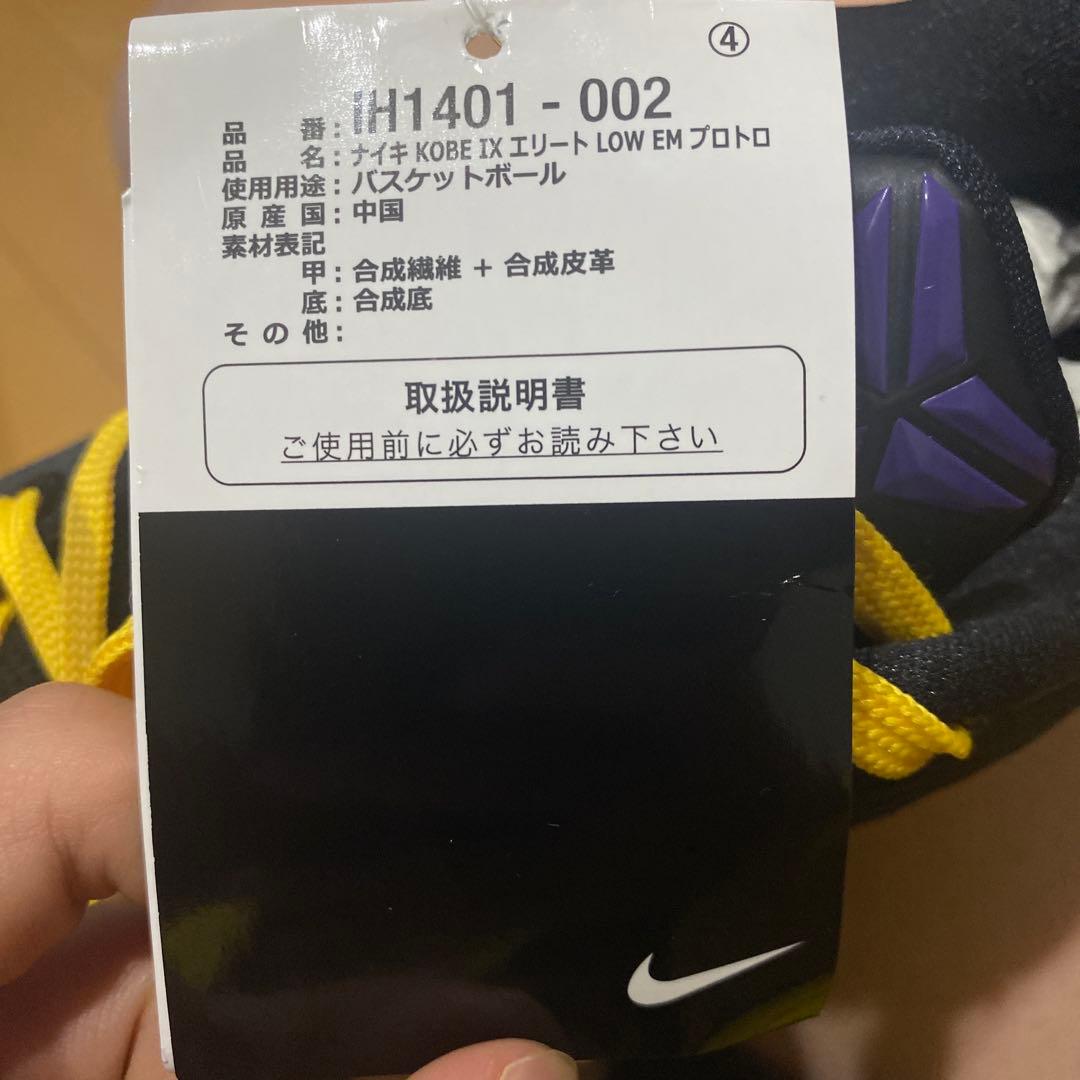 ④
品番：IH1401 - 002
品名：ナイキ KOBE IX エリート LOW EM プロトロ
使用用途：バスケットボール
原産国：中国
素材表記
甲：合成繊維 + 合成皮革
底：合成底
その他：
取扱説明書
ご使用前に必ずお読み下さい